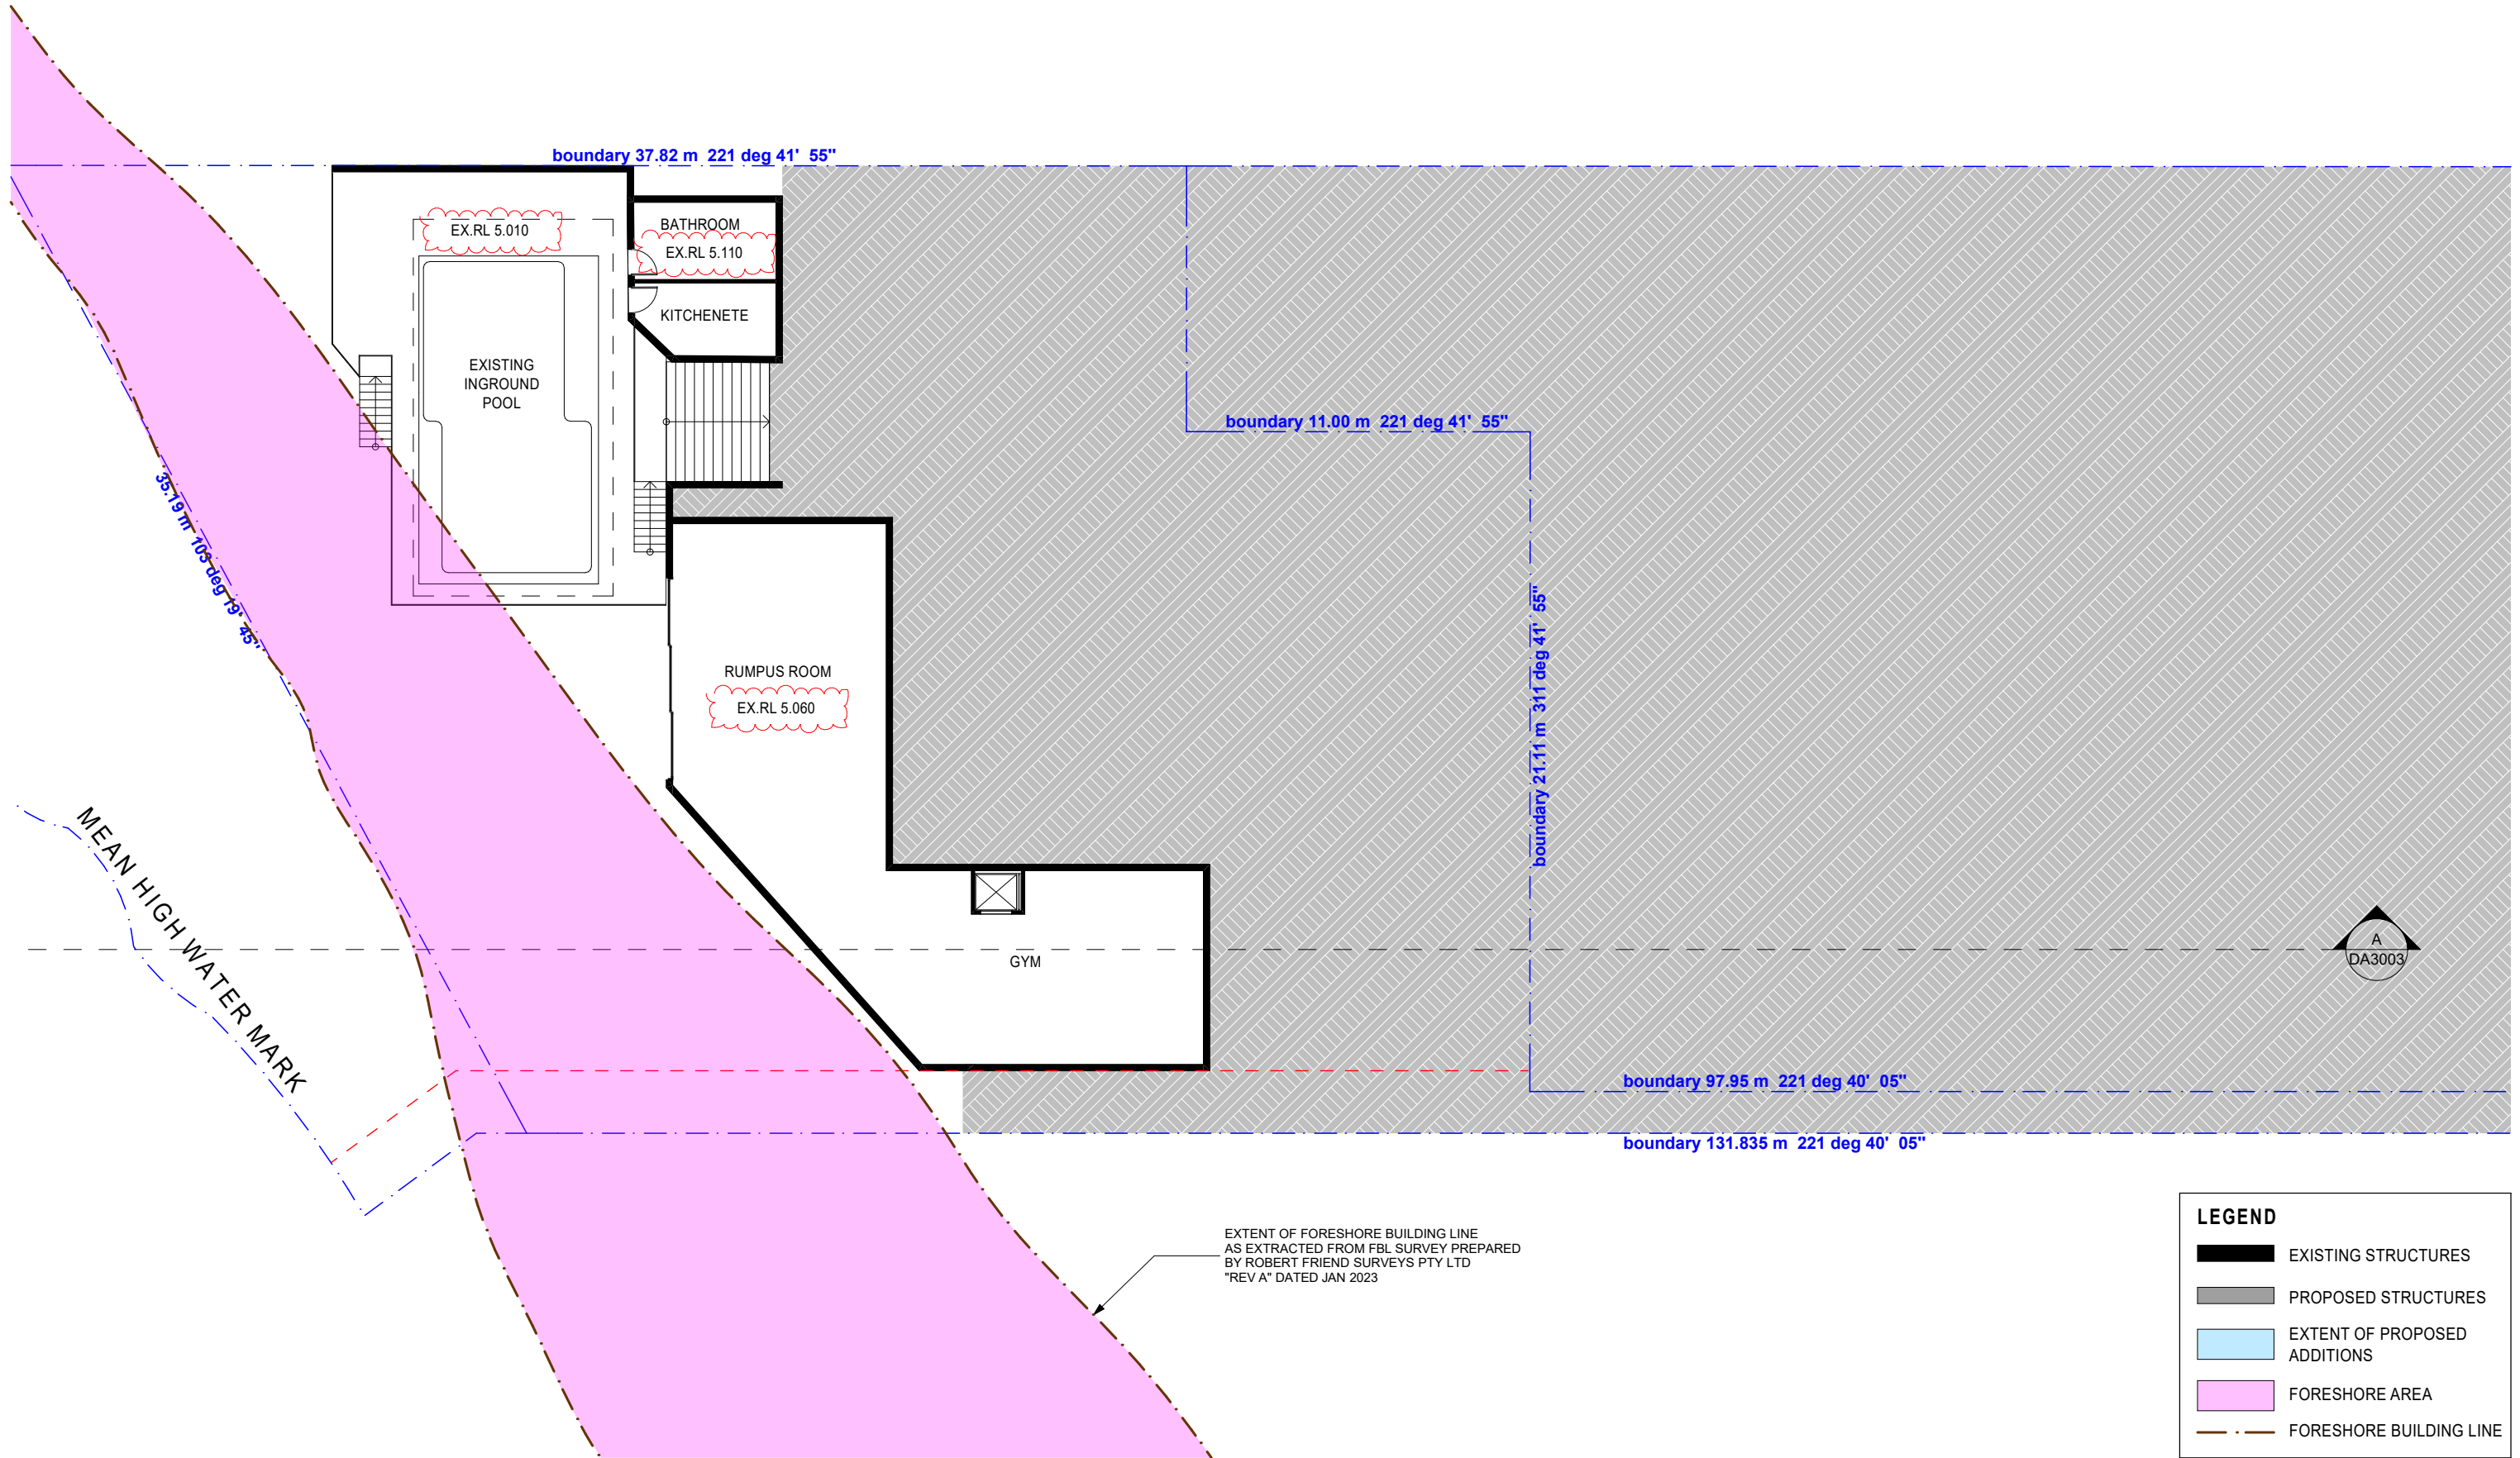 boundary 37.82 m  221 deg 41'  55"
EX.RL 5.010
BATHROOM
EX.RL 5.110
KITCHENETE
EXISTING
INGROUND
POOL
boundary 11.00 m  221 deg 41'  55"
35.19 m  103 deg 19'  45"
boundary 21.11 m  311 deg 41'  55"
RUMPUS ROOM
EX.RL 5.060
MEAN HIGH WATER MARK
GYM
A
DA3003
boundary 97.95 m  221 deg 40'  05"
boundary 131.835 m  221 deg 40'  05"
EXTENT OF FORESHORE BUILDING LINE
AS EXTRACTED FROM FBL SURVEY PREPARED
BY ROBERT FRIEND SURVEYS PTY LTD
"REV A" DATED JAN 2023
LEGEND
EXISTING STRUCTURES
PROPOSED STRUCTURES
EXTENT OF PROPOSED
ADDITIONS
FORESHORE AREA
FORESHORE BUILDING LINE